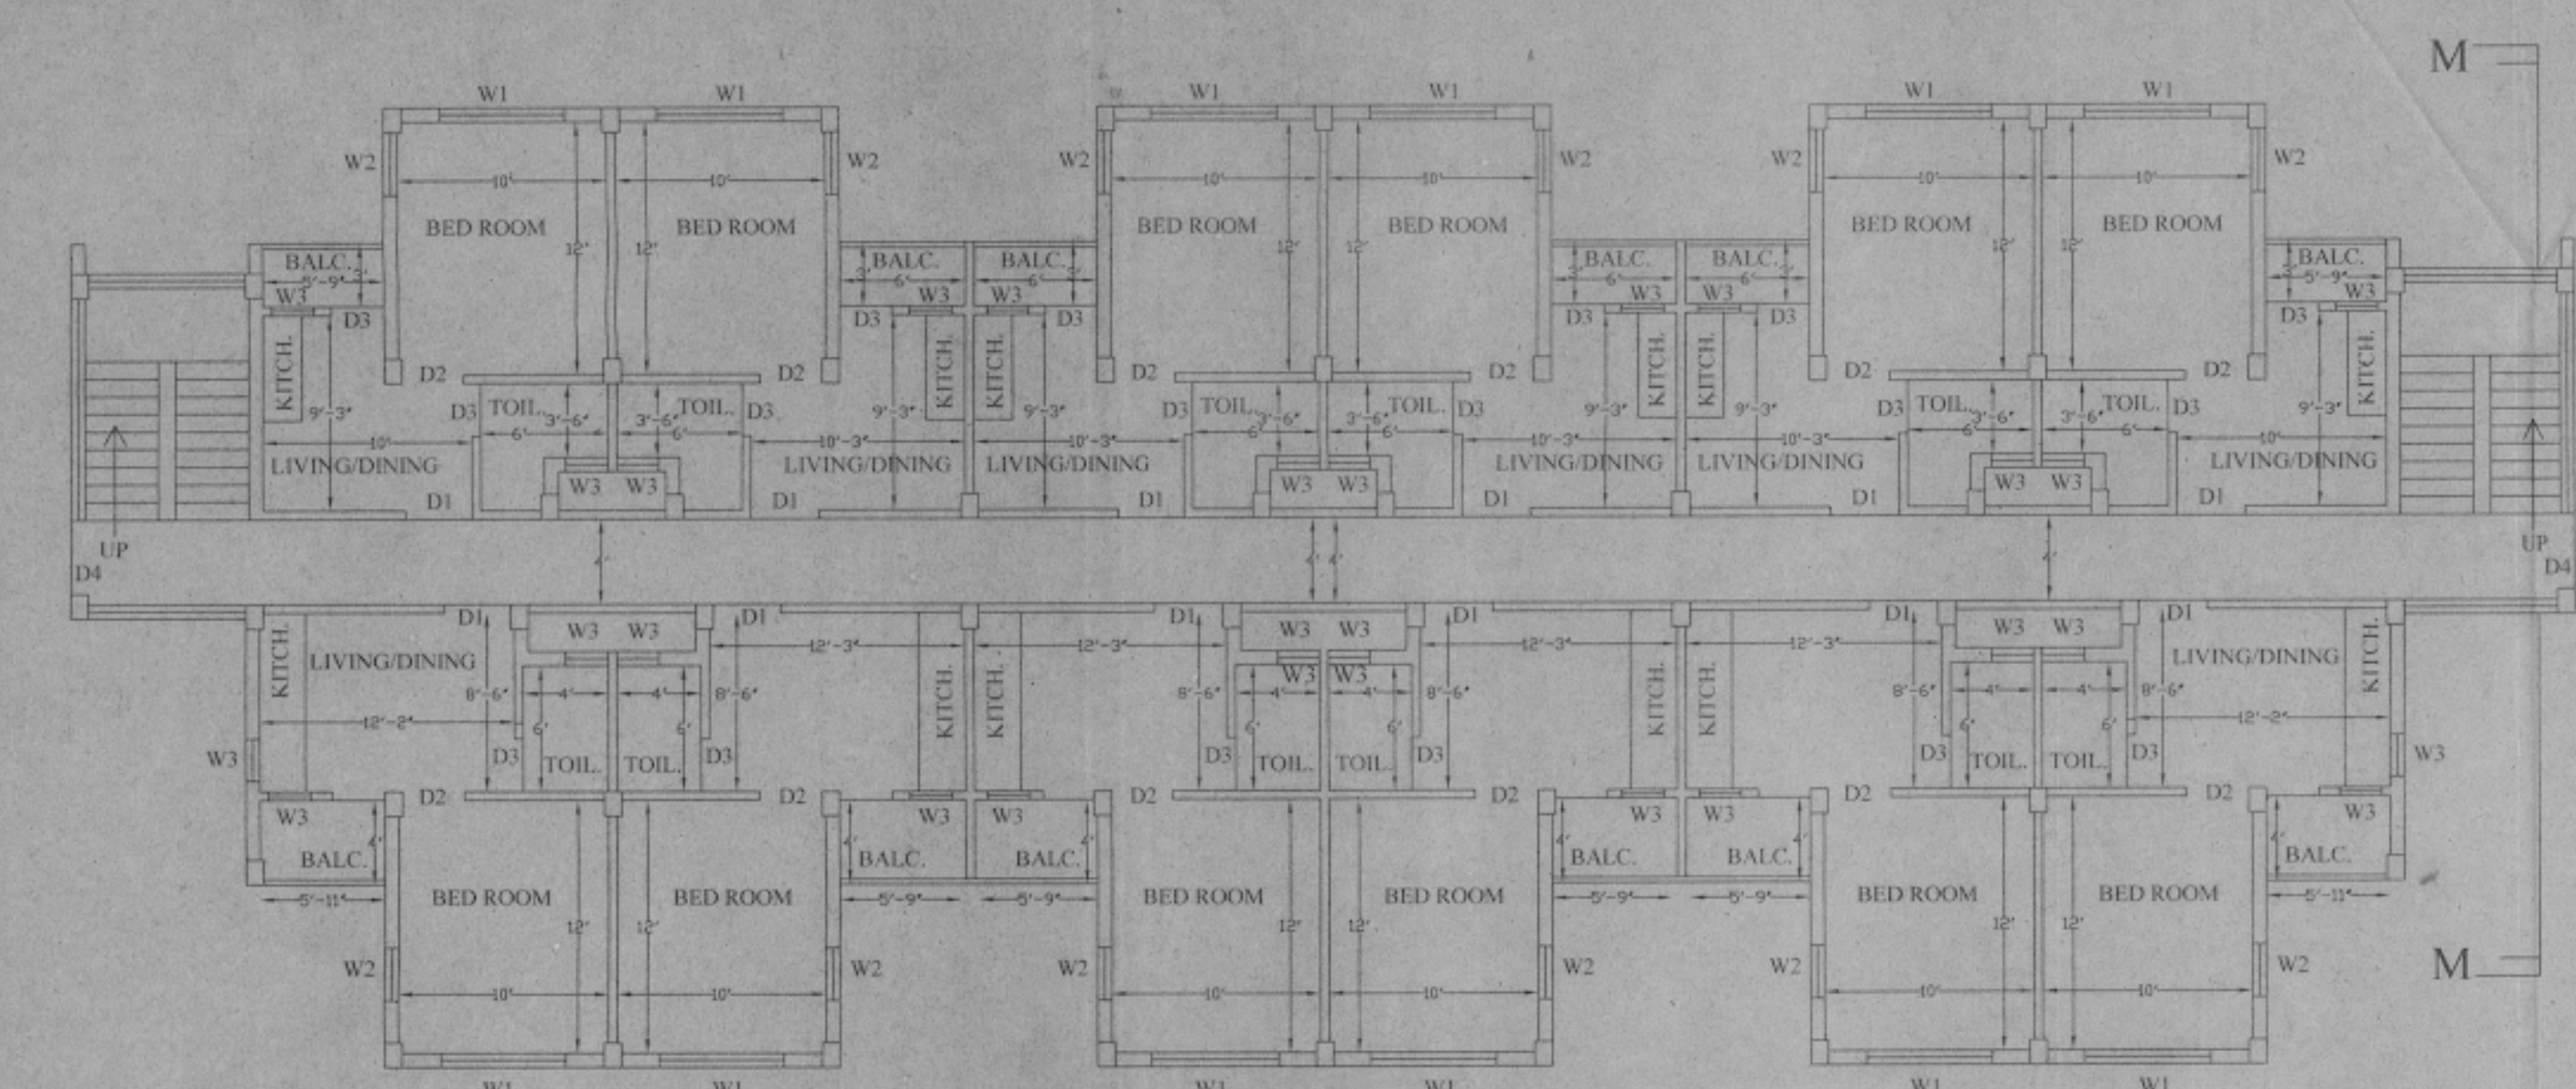 M
W1 W1 W1 W1 W1 W1
W2 W2 W2 W2 W2 W2
10' 10' 10' 10' 10' 10'
BED ROOM BED ROOM BED ROOM BED ROOM BED ROOM BED ROOM
12' 12' 12' 12' 12' 12'
BALC. BALC. BALC. BALC. BALC. BALC.
5'-9" 3' 3' 6' 6' 3' 3' 6' 6' 3' 3' 5'-9"
W3 W3 W3 W3 W3 W3
D3 D3 D3 D3 D3 D3
KITCH. KITCH. KITCH. KITCH. KITCH. KITCH.
D2 D2 D2 D2 D2 D2
9'-3" D3 TOIL. 3'-6" 3'-6" TOIL. D3 9'-3" 9'-3" D3 TOIL. 3'-6" 3'-6" TOIL. D3 9'-3" 9'-3" D3 TOIL. 3'-6" 3'-6" TOIL. D3 9'-3"
10' 6' 6' 10'-3" 10'-3" 6' 6' 10'-3" 10'-3" 6' 6' 10'
LIVING/DINING LIVING/DINING LIVING/DINING LIVING/DINING LIVING/DINING LIVING/DINING
W3 W3 W3 W3 W3 W3
D1 D1 D1 D1 D1 D1
UP 4' 4' 4' 4' UP
D4 D4
D1 D1 D1 D1 D1 D1
W3 W3 W3 W3 W3 W3
KITCH. LIVING/DINING 12'-3" 12'-3" 12'-3" 12'-3" LIVING/DINING KITCH.
W3 W3
8'-6" 4' 4' 8'-6" KITCH. KITCH. 8'-6" 4' 4' 8'-6" KITCH. KITCH. 8'-6" 4' 4' 8'-6"
12'-2" 6' 6' 6' 6' 6' 6' 12'-2"
W3 D3 TOIL. TOIL. D3 D3 TOIL. TOIL. D3 D3 TOIL. TOIL. D3 W3
D2 D2 D2 D2 D2 D2
W3 W3 W3 W3 W3 W3
4' 4' 4' 4' 4' 4'
BALC. BALC. BALC. BALC. BALC. BALC.
5'-11" BED ROOM BED ROOM 5'-9" 5'-9" BED ROOM BED ROOM 5'-9" 5'-9" BED ROOM BED ROOM 5'-11"
12' 12' 12' 12' 12' 12'
W2 W2 W2 W2 W2 W2 M
10' 10' 10' 10' 10' 10'
W1 W1 W1 W1 W1 W1